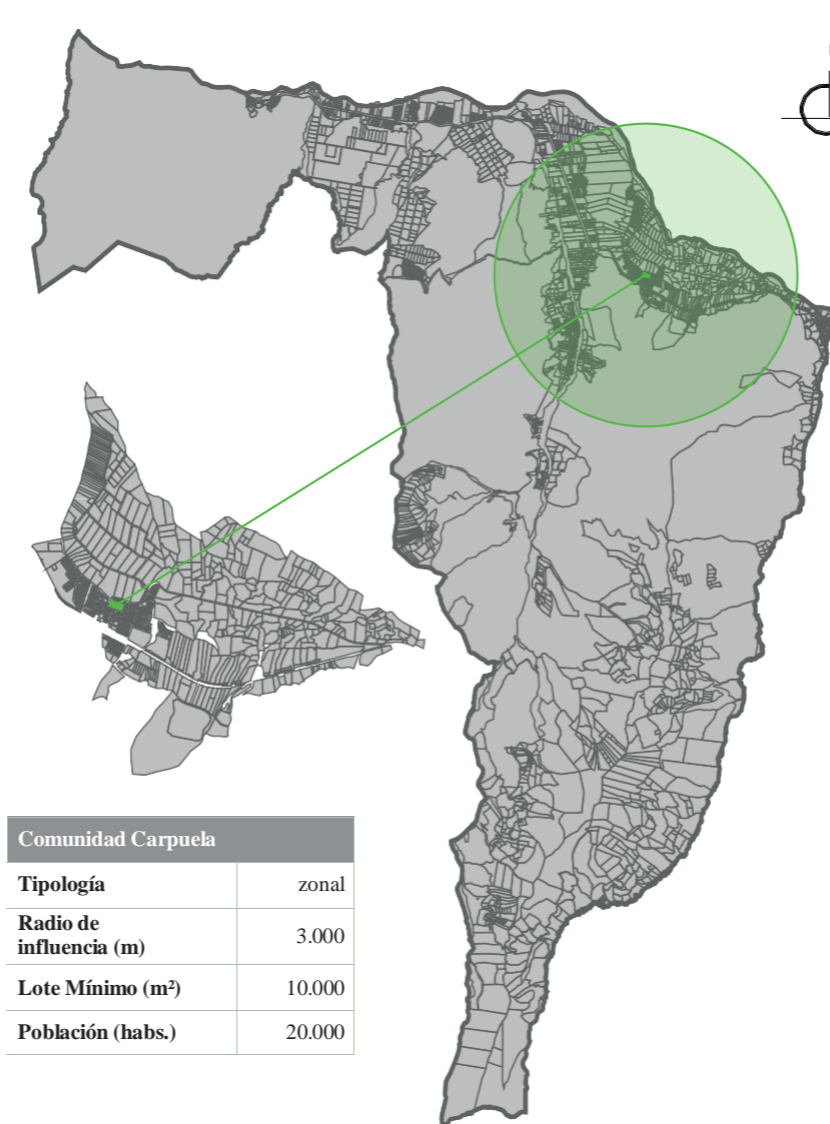 Comunidad Carpuela
Tipología zonal
Radio de
influencia (m) 3.000
Lote Mínimo (m²) 10.000
Población (habs.) 20.000